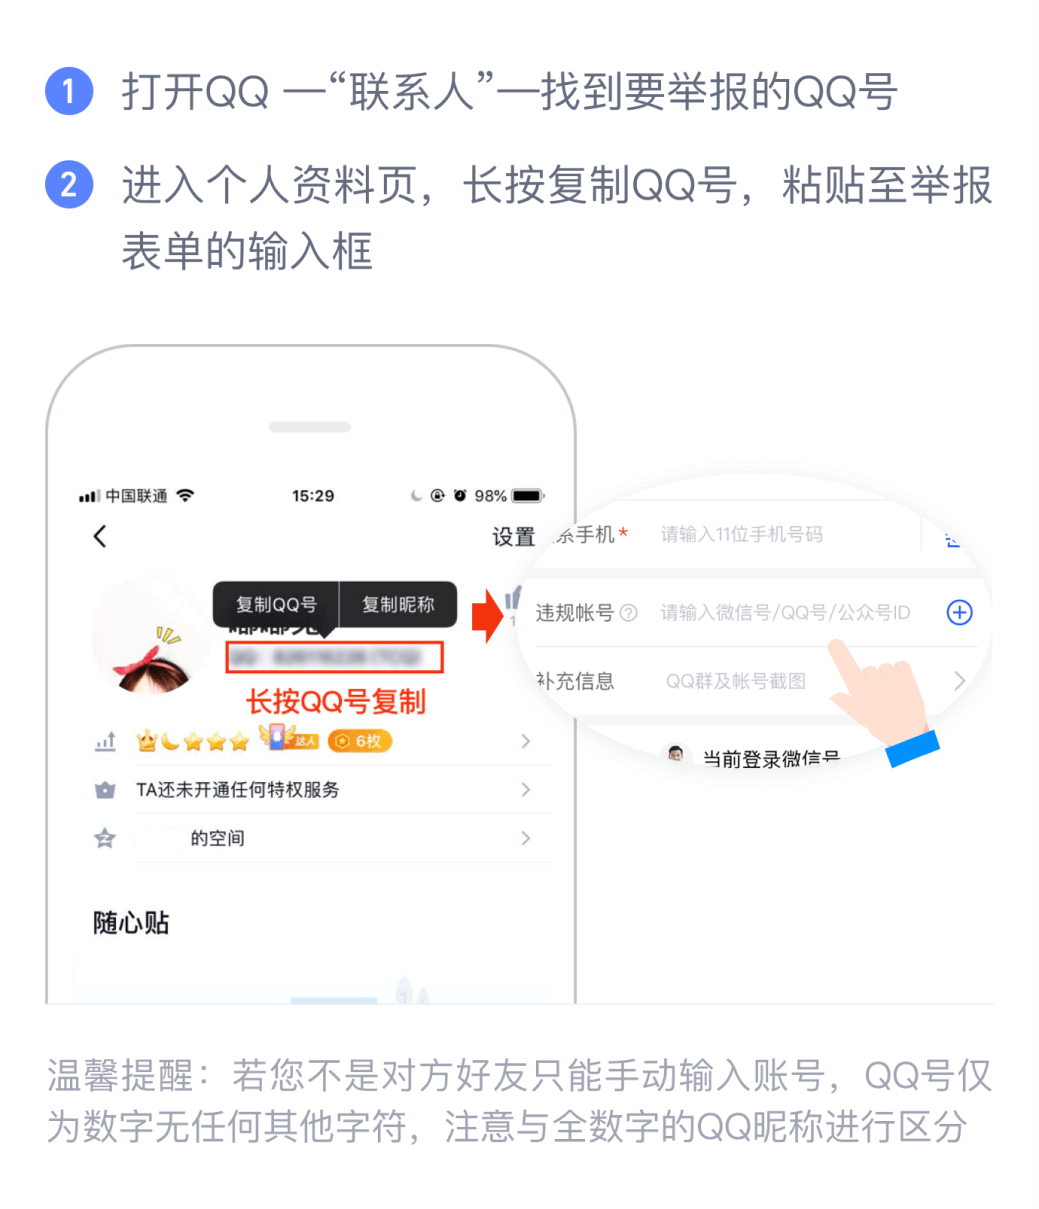 1 打开QQ —“联系人”—找到要举报的QQ号
2 进入个人资料页，长按复制QQ号，粘贴至举报
表单的输入框
中国联通 15:29 98%
设置
复制QQ号 复制昵称
长按QQ号复制
达人 6枚
TA还未开通任何特权服务
的空间
随心贴
系手机* 请输入11位手机号码
违规帐号 ? 请输入微信号/QQ号/公众号ID
补充信息 QQ群及帐号截图
当前登录微信号
温馨提醒：若您不是对方好友只能手动输入账号，QQ号仅
为数字无任何其他字符，注意与全数字的QQ昵称进行区分